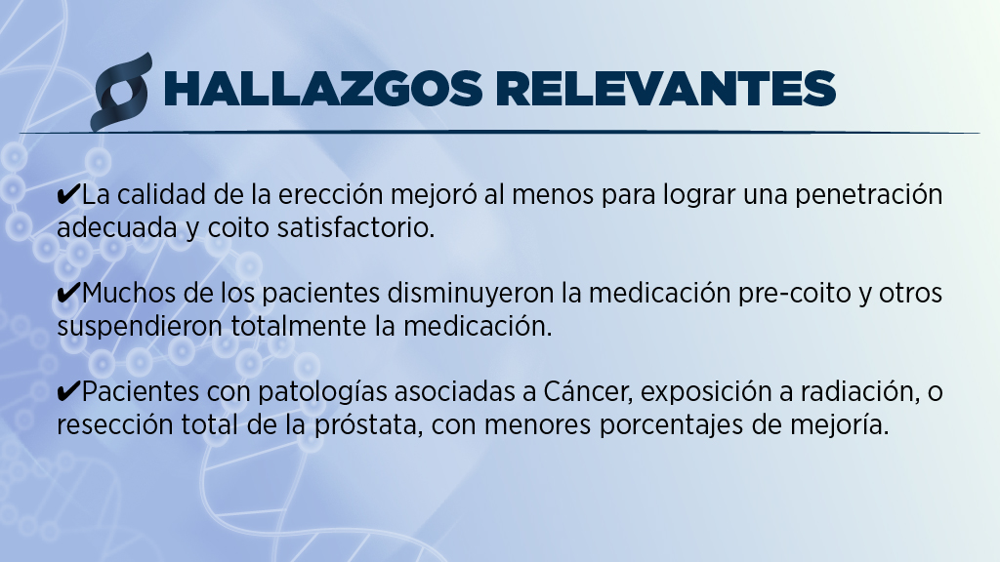 HALLAZGOS RELEVANTES
✔La calidad de la erección mejoró al menos para lograr una penetración
adecuada y coito satisfactorio.
✔Muchos de los pacientes disminuyeron la medicación pre-coito y otros
suspendieron totalmente la medicación.
✔Pacientes con patologías asociadas a Cáncer, exposición a radiación, o
resección total de la próstata, con menores porcentajes de mejoría.